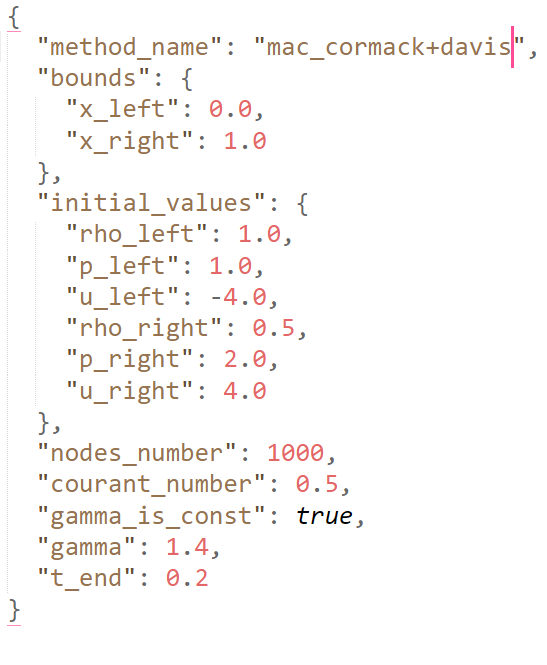 {
"method_name": "mac_cormack+davis",
"bounds": {
"x_left": 0.0,
"x_right": 1.0
},
"initial_values": {
"rho_left": 1.0,
"p_left": 1.0,
"u_left": -4.0,
"rho_right": 0.5,
"p_right": 2.0,
"u_right": 4.0
},
"nodes_number": 1000,
"courant_number": 0.5,
"gamma_is_const": true,
"gamma": 1.4,
"t_end": 0.2
}